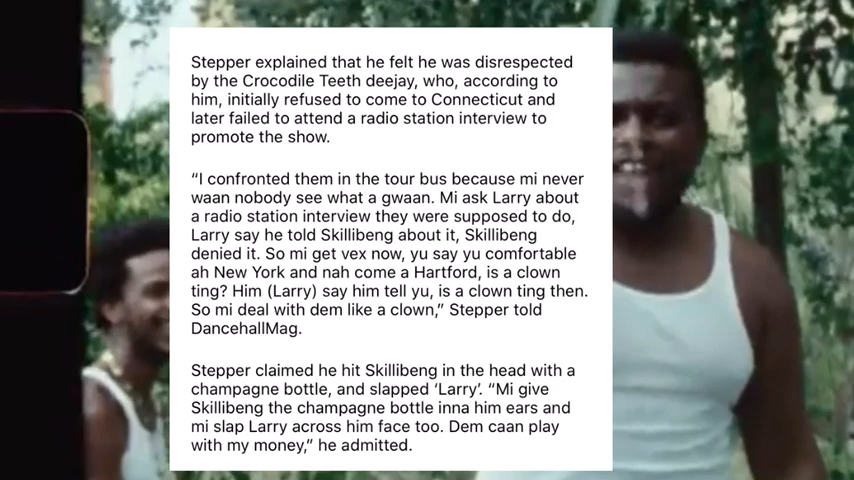 Stepper explained that he felt he was disrespected
by the Crocodile Teeth deejay, who, according to
him, initially refused to come to Connecticut and
later failed to attend a radio station interview to
promote the show.
“I confronted them in the tour bus because mi never
waan nobody see what a gwaan. Mi ask Larry about
a radio station interview they were supposed to do,
Larry say he told Skillibeng about it, Skillibeng
denied it. So mi get vex now, yu say yu comfortable
ah New York and nah come a Hartford, is a clown
ting? Him (Larry) say him tell yu, is a clown ting then.
So mi deal with dem like a clown,” Stepper told
DancehallMag.
Stepper claimed he hit Skillibeng in the head with a
champagne bottle, and slapped ‘Larry’. “Mi give
Skillibeng the champagne bottle inna him ears and
mi slap Larry across him face too. Dem caan play
with my money,” he admitted.